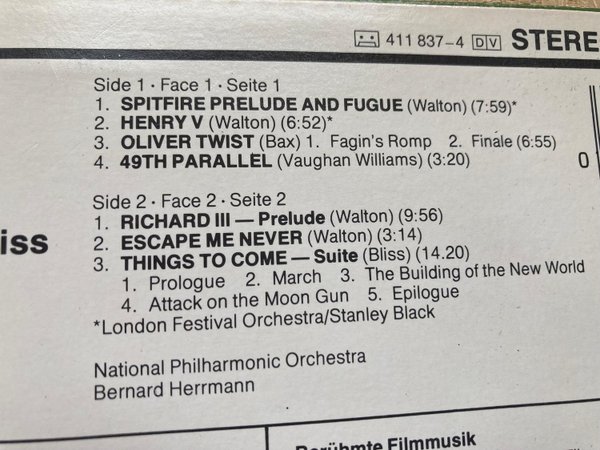 411 837-4 DV STERE
Side 1 · Face 1 · Seite 1
1. SPITFIRE PRELUDE AND FUGUE (Walton) (7:59)*
2. HENRY V (Walton) (6:52)*
3. OLIVER TWIST (Bax) 1. Fagin's Romp 2. Finale (6:55)
4. 49TH PARALLEL (Vaughan Williams) (3:20)
0
Side 2 · Face 2 · Seite 2
1. RICHARD III — Prelude (Walton) (9:56)
iss
2. ESCAPE ME NEVER (Walton) (3:14)
3. THINGS TO COME — Suite (Bliss) (14.20)
1. Prologue 2. March 3. The Building of the New World
4. Attack on the Moon Gun 5. Epilogue
*London Festival Orchestra/Stanley Black
National Philharmonic Orchestra
Bernard Herrmann
Berühmte Filmmusik